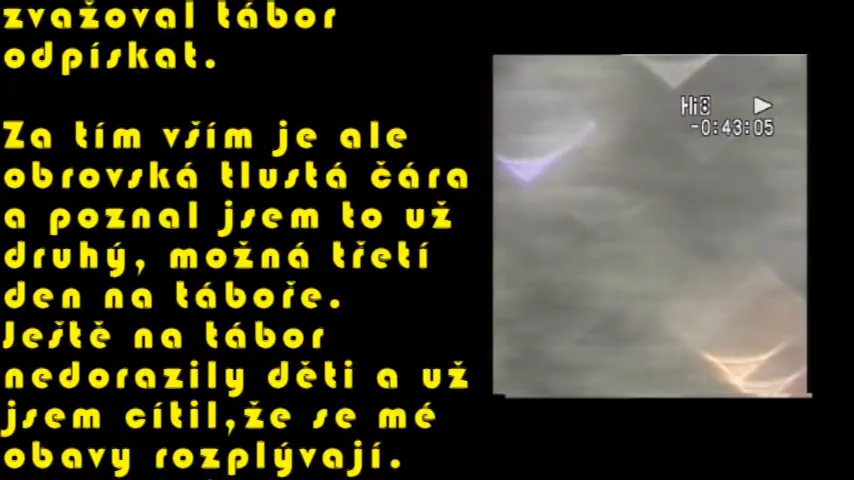 zvažoval tábor
odpískat.
Za tím vším je ale
obrovská tlustá čára
a poznal jsem to už
druhý, možná třetí
den na táboře.
Ještě na tábor
nedorazily děti a už
jsem cítil,že se mé
obavy rozplývají.
Hi8 ▶
-0:43:05